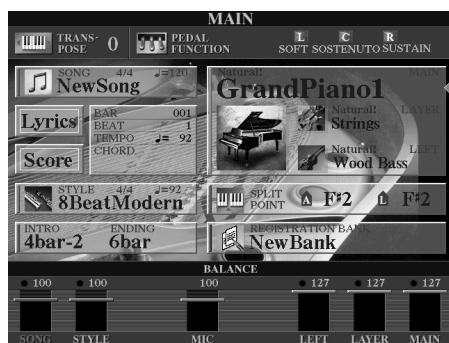 MAIN
TRANS-
POSE 0
PEDAL
FUNCTION
L C R
SOFT SOSTENUTO SUSTAIN
SONG 4/4 ♩=120
NewSong
Lyrics
Score
BAR 001
BEAT 1
TEMPO ♩= 92
CHORD
Natural! MAIN
GrandPiano1
Natural! LAYER
Strings
Natural! LEFT
Wood Bass
STYLE 4/4 ♩=92
8BeatModern
SPLIT
POINT A F♯2 L F♯2
INTRO ENDING
4bar-2 6bar
REGISTRATION BANK
NewBank
BALANCE
100 100 100 127 127 127
SONG STYLE MIC LEFT LAYER MAIN